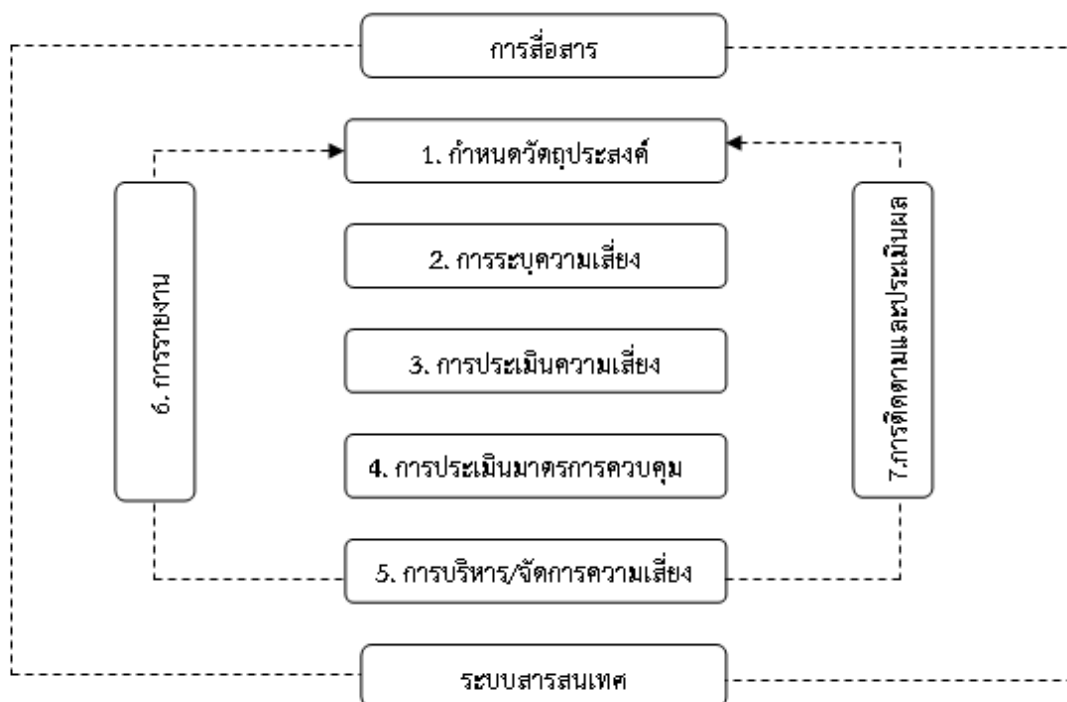 การสื่อสาร
1. กำหนดวัตถุประสงค์
2. การระบุความเสี่ยง
3. การประเมินความเสี่ยง
4. การประเมินมาตรการควบคุม
5. การบริหาร/จัดการความเสี่ยง
6. การรายงาน
7.การติดตามและประเมินผล
ระบบสารสนเทศ